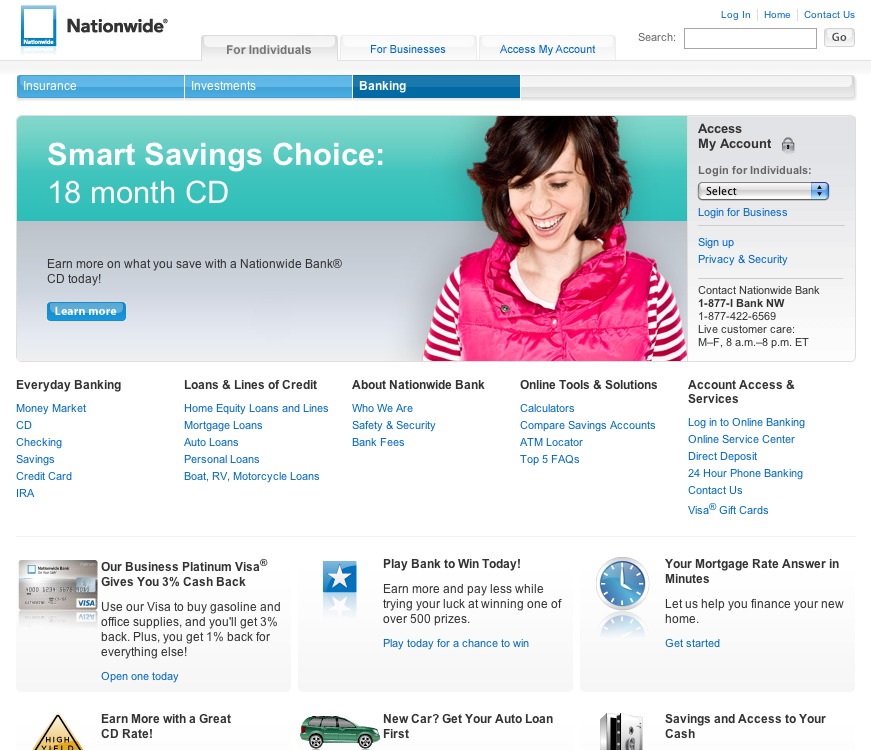 Nationwide
Nationwide®
Log In
Home
Contact Us
Search:
Go
For Individuals
For Businesses
Access My Account
Insurance
Investments
Banking
Smart Savings Choice:
18 month CD
Earn more on what you save with a Nationwide Bank®
CD today!
Learn more
Access
My Account
Login for Individuals:
Select
Login for Business
Sign up
Privacy & Security
Contact Nationwide Bank
1-877-I Bank NW
1-877-422-6569
Live customer care:
M–F, 8 a.m.–8 p.m. ET
Everyday Banking
Money Market
CD
Checking
Savings
Credit Card
IRA
Loans & Lines of Credit
Home Equity Loans and Lines
Mortgage Loans
Auto Loans
Personal Loans
Boat, RV, Motorcycle Loans
About Nationwide Bank
Who We Are
Safety & Security
Bank Fees
Online Tools & Solutions
Calculators
Compare Savings Accounts
ATM Locator
Top 5 FAQs
Account Access &
Services
Log in to Online Banking
Online Service Center
Direct Deposit
24 Hour Phone Banking
Contact Us
Visa® Gift Cards
Nationwide Bank
VISA
Our Business Platinum Visa®
Gives You 3% Cash Back
Use our Visa to buy gasoline and
office supplies, and you'll get 3%
back. Plus, you get 1% back for
everything else!
Open one today
Play Bank to Win Today!
Earn more and pay less while
trying your luck at winning one of
over 500 prizes.
Play today for a chance to win
Your Mortgage Rate Answer in
Minutes
Let us help you finance your new
home.
Get started
HIGH
YIELD
Earn More with a Great
CD Rate!
New Car? Get Your Auto Loan
First
Savings and Access to Your
Cash